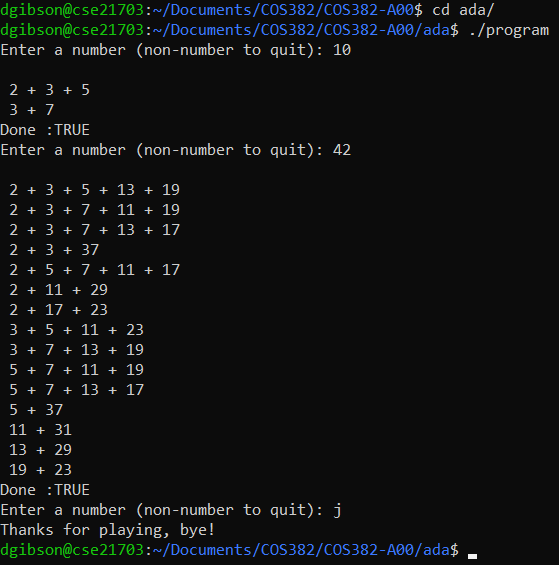 dgibson@cse21703:~/Documents/COS382/COS382-A00$ cd ada/
dgibson@cse21703:~/Documents/COS382/COS382-A00/ada$ ./program
Enter a number (non-number to quit): 10
2 + 3 + 5
3 + 7
Done :TRUE
Enter a number (non-number to quit): 42
2 + 3 + 5 + 13 + 19
2 + 3 + 7 + 11 + 19
2 + 3 + 7 + 13 + 17
2 + 3 + 37
2 + 5 + 7 + 11 + 17
2 + 11 + 29
2 + 17 + 23
3 + 5 + 11 + 23
3 + 7 + 13 + 19
5 + 7 + 11 + 19
5 + 7 + 13 + 17
5 + 37
11 + 31
13 + 29
19 + 23
Done :TRUE
Enter a number (non-number to quit): j
Thanks for playing, bye!
dgibson@cse21703:~/Documents/COS382/COS382-A00/ada$